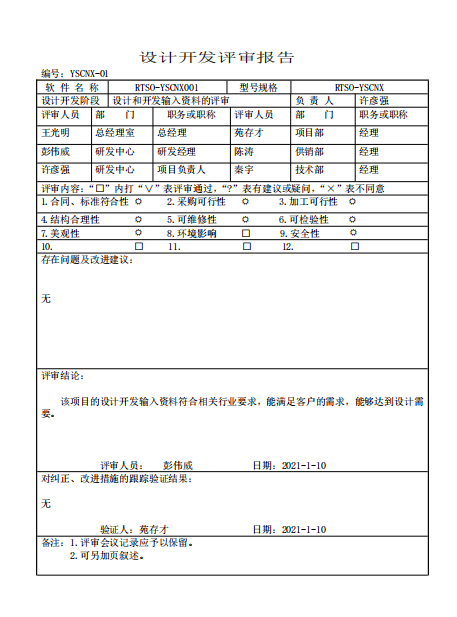 设计开发评审报告
编号：YSCNX-01
软 件 名 称 RTSO-YSCNX001 型号规格 RTSO-YSCNX
设计开发阶段 设计和开发输入资料的评审 负 责 人 许彦强
评审人员 部 门 职务或职称 评审人员 部 门 职务或职称
王光明 总经理室 总经理 苑存才 项目部 经理
彭伟威 研发中心 研发经理 陈涛 供销部 经理
许彦强 研发中心 项目负责人 秦宇 技术部 经理
评审内容：“□”内打“∨”表评审通过，“?”表有建议或疑问，“×”表不同意
1.合同、标准符合性 ☼ 2.采购可行性 ☼ 3.加工可行性 ☼
4.结构合理性 ☼ 5.可维修性 ☼ 6.可检验性 ☼
7.美观性 ☼ 8.环境影响 □ 9.安全性 ☼
10. □ 11. □ 12. □
存在问题及改进建议：
无
评审结论：
该项目的设计开发输入资料符合相关行业要求，能满足客户的需求，能够达到设计需
要。
评审人员： 彭伟威 日期：2021-1-10
对纠正、改进措施的跟踪验证结果：
无
验证人：苑存才 日期：2021-1-10
备注：1.评审会议记录应予以保留。
2.可另加页叙述。